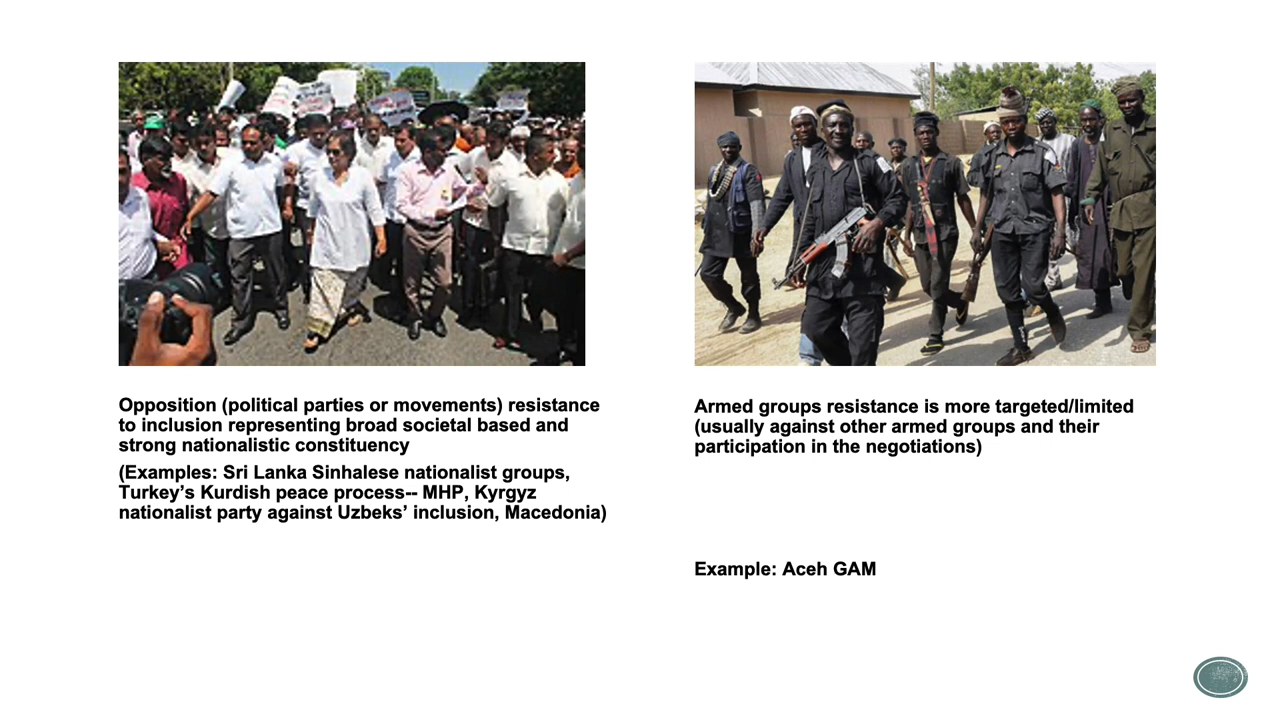 Opposition (political parties or movements) resistance
to inclusion representing broad societal based and
strong nationalistic constituency
(Examples: Sri Lanka Sinhalese nationalist groups,
Turkey’s Kurdish peace process-- MHP, Kyrgyz
nationalist party against Uzbeks’ inclusion, Macedonia)
Armed groups resistance is more targeted/limited
(usually against other armed groups and their
participation in the negotiations)
Example: Aceh GAM